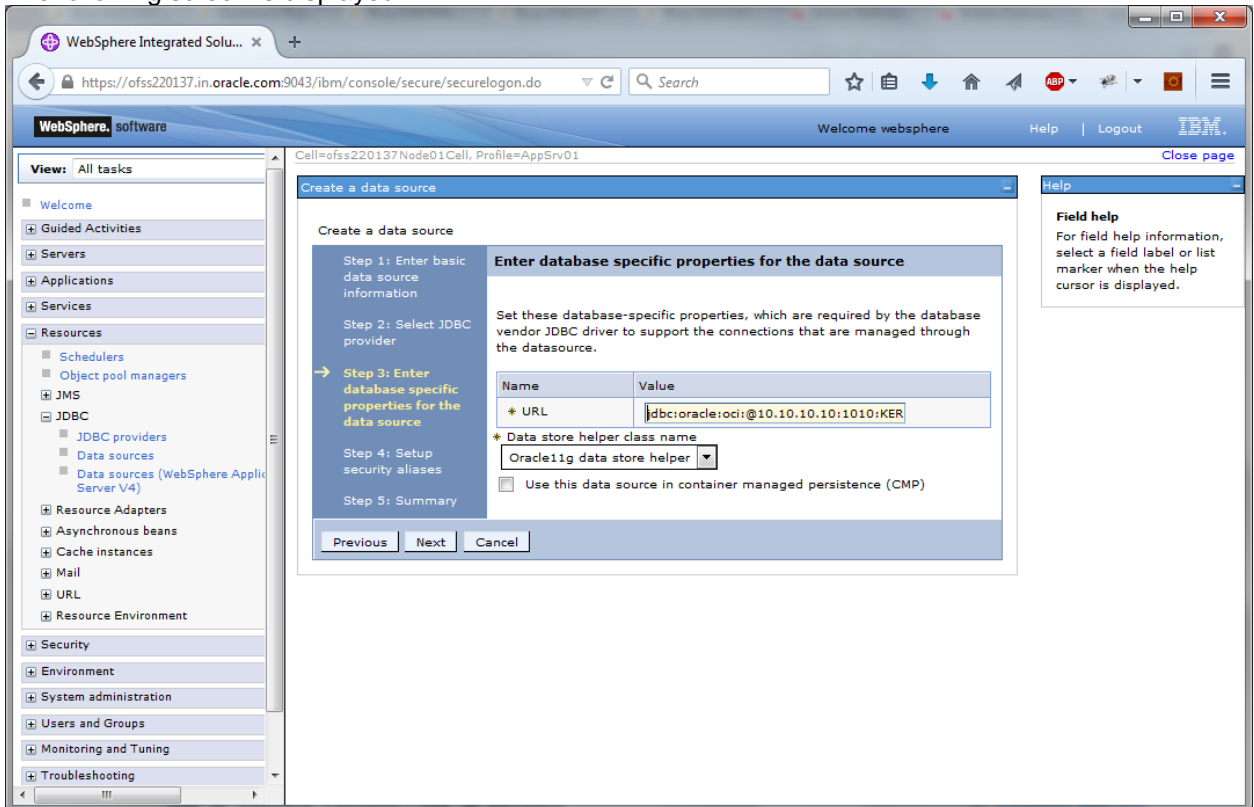 WebSphere Integrated Solu...
https://ofss220137.in.oracle.com:9043/ibm/console/secure/securelogon.do
Search
ABP
WebSphere. software
Welcome websphere
Help | Logout
IBM.
View: All tasks
Welcome
Guided Activities
Servers
Applications
Services
Resources
Schedulers
Object pool managers
JMS
JDBC
JDBC providers
Data sources
Data sources (WebSphere Applic
Server V4)
Resource Adapters
Asynchronous beans
Cache instances
Mail
URL
Resource Environment
Security
Environment
System administration
Users and Groups
Monitoring and Tuning
Troubleshooting
Cell=ofss220137Node01Cell, Profile=AppSrv01
Close page
Create a data source
Create a data source
Step 1: Enter basic
data source
information
Step 2: Select JDBC
provider
Step 3: Enter
database specific
properties for the
data source
Step 4: Setup
security aliases
Step 5: Summary
Enter database specific properties for the data source
Set these database-specific properties, which are required by the database
vendor JDBC driver to support the connections that are managed through
the datasource.
Name Value
* URL jdbc:oracle:oci:@10.10.10.10:1010:KER
* Data store helper class name
Oracle11g data store helper
Use this data source in container managed persistence (CMP)
Previous Next Cancel
Help
Field help
For field help information,
select a field label or list
marker when the help
cursor is displayed.